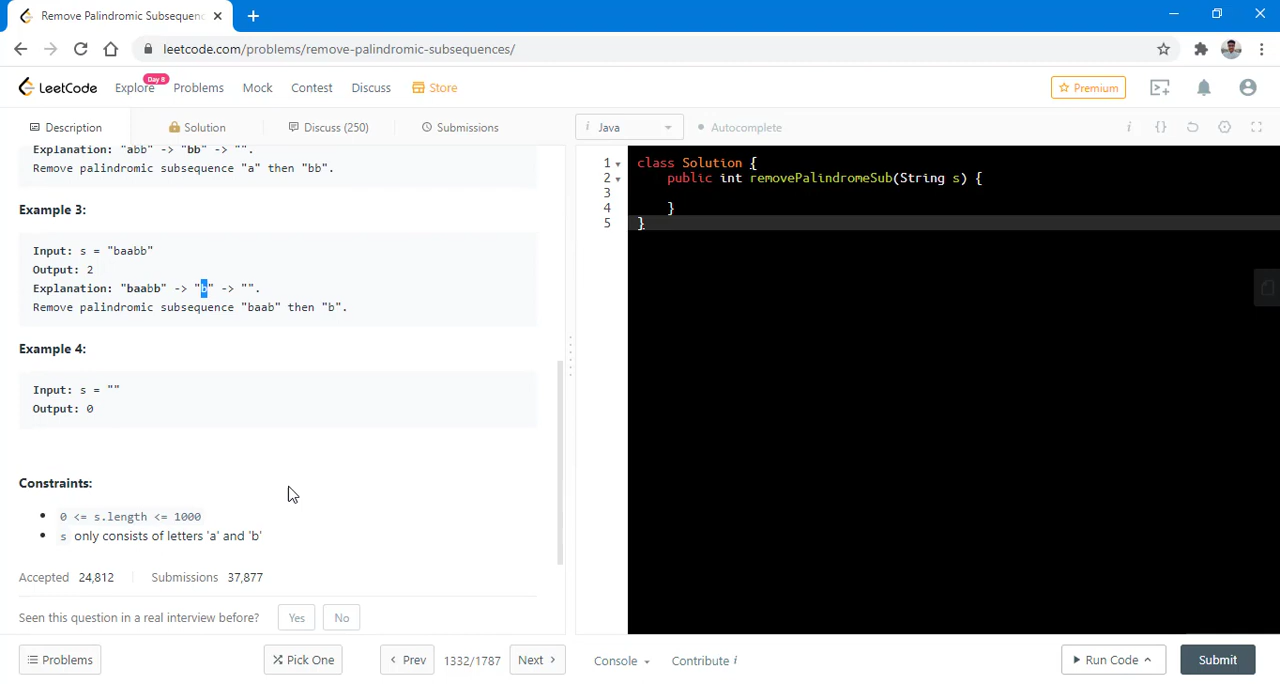 Remove Palindromic Subsequenc
leetcode.com/problems/remove-palindromic-subsequences/
LeetCode
Explore
Day 8
Problems
Mock
Contest
Discuss
Store
Premium
Description
Solution
Discuss (250)
Submissions
i Java
Autocomplete
i {}
Explanation: "abb" -> "bb" -> "".
Remove palindromic subsequence "a" then "bb".
Example 3:
Input: s = "baabb"
Output: 2
Explanation: "baabb" -> "b" -> "".
Remove palindromic subsequence "baab" then "b".
Example 4:
Input: s = ""
Output: 0
Constraints:
• 0 <= s.length <= 1000
• s only consists of letters 'a' and 'b'
Accepted 24,812 Submissions 37,877
Seen this question in a real interview before? Yes No
1 class Solution {
2 public int removePalindromeSub(String s) {
3
4 }
5 }
Problems
Pick One
< Prev
1332/1787
Next >
Console
Contribute i
Run Code
Submit